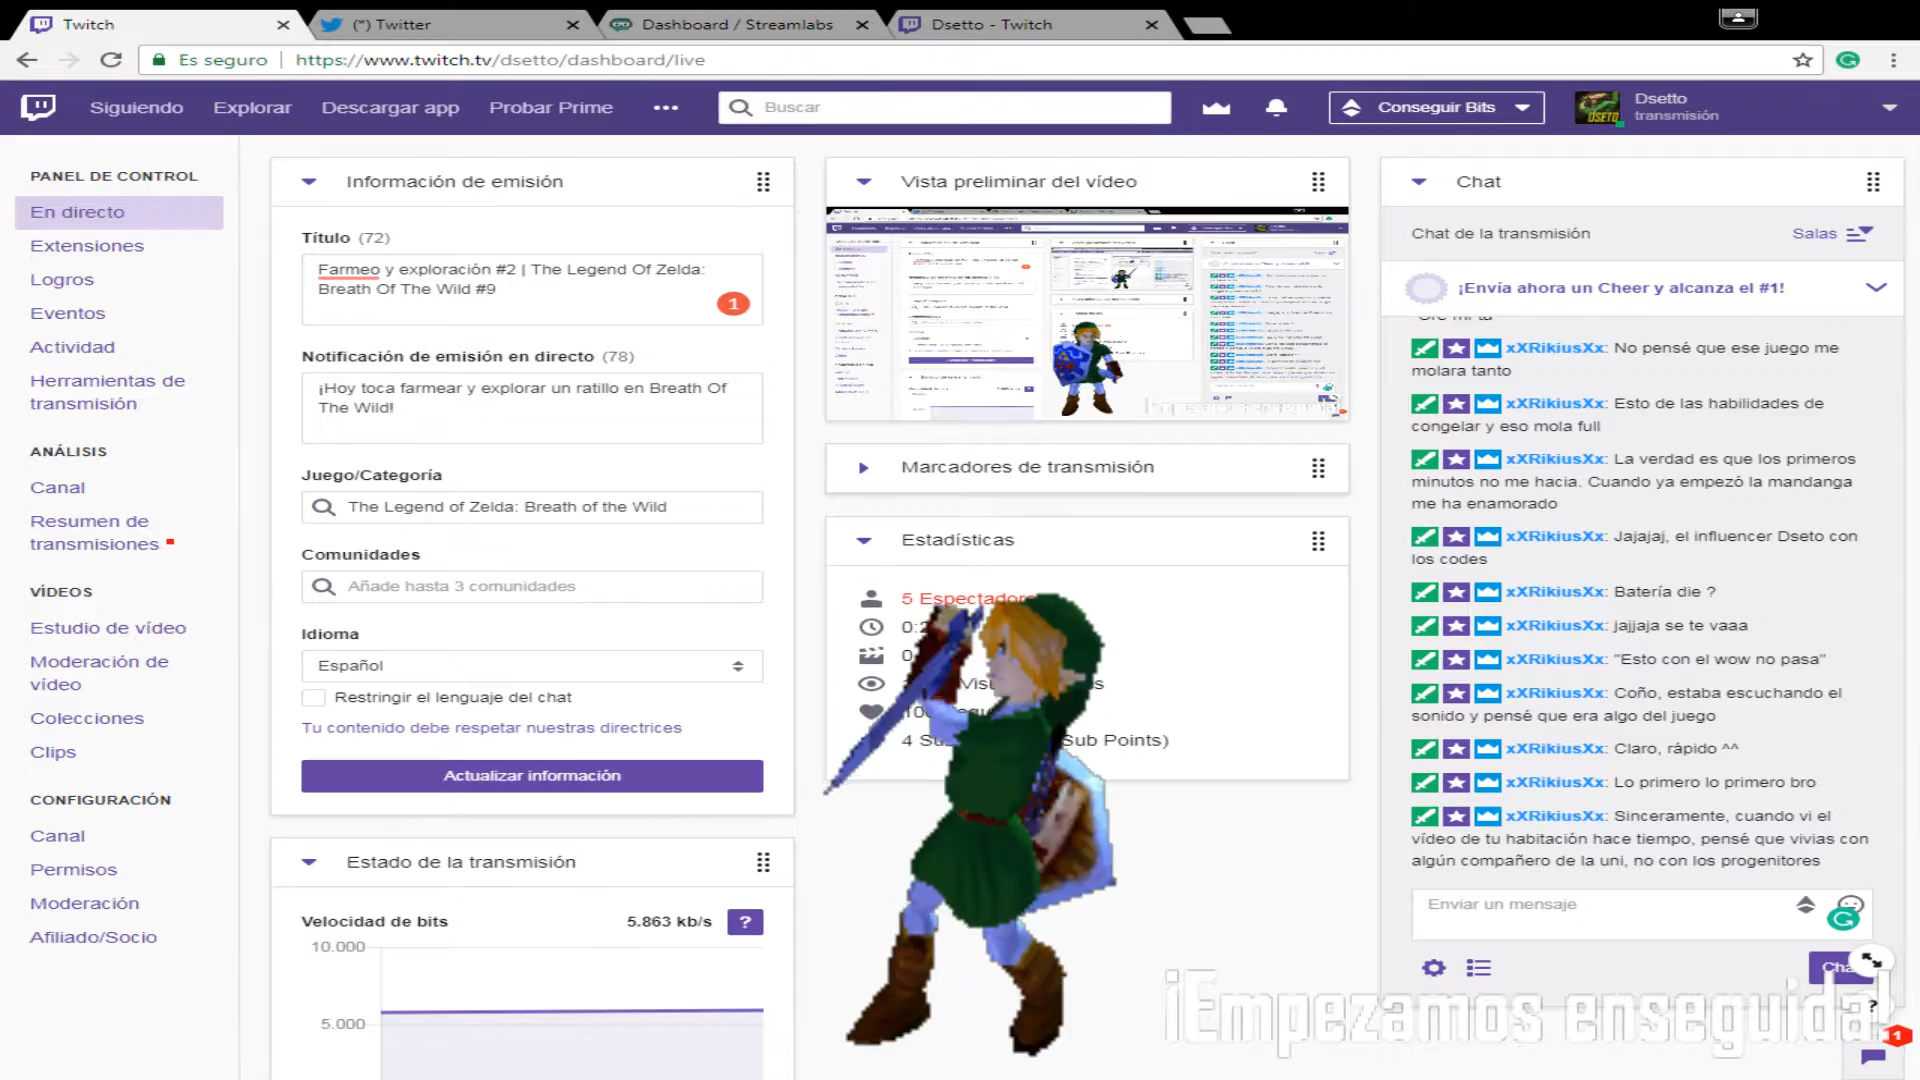 Twitch
(*) Twitter
Dashboard / Streamlabs
Dsetto - Twitch
Es seguro
https://www.twitch.tv/dsetto/dashboard/live
Siguiendo
Explorar
Descargar app
Probar Prime
Buscar
Conseguir Bits
Dsetto
transmisión
PANEL DE CONTROL
En directo
Extensiones
Logros
Eventos
Actividad
Herramientas de
transmisión
ANÁLISIS
Canal
Resumen de
transmisiones
VÍDEOS
Estudio de vídeo
Moderación de
vídeo
Colecciones
Clips
CONFIGURACIÓN
Canal
Permisos
Moderación
Afiliado/Socio
Información de emisión
Título (72)
Farmeo y exploración #2 | The Legend Of Zelda:
Breath Of The Wild #9
1
Notificación de emisión en directo (78)
¡Hoy toca farmear y explorar un ratillo en Breath Of
The Wild!
Juego/Categoría
The Legend of Zelda: Breath of the Wild
Comunidades
Añade hasta 3 comunidades
Idioma
Español
Restringir el lenguaje del chat
Tu contenido debe respetar nuestras directrices
Actualizar información
Estado de la transmisión
Velocidad de bits
5.863 kb/s
?
10.000
5.000
Vista preliminar del vídeo
Marcadores de transmisión
Estadísticas
5 Espectadore
4 Su
Sub Points)
Chat
Chat de la transmisión
Salas
¡Envía ahora un Cheer y alcanza el #1!
xXRikiusXx: No pensé que ese juego me
molara tanto
xXRikiusXx: Esto de las habilidades de
congelar y eso mola full
xXRikiusXx: La verdad es que los primeros
minutos no me hacia. Cuando ya empezó la mandanga
me ha enamorado
xXRikiusXx: Jajajaj, el influencer Dseto con
los codes
xXRikiusXx: Batería die ?
xXRikiusXx: jajjaja se te vaaa
xXRikiusXx: "Esto con el wow no pasa"
xXRikiusXx: Coño, estaba escuchando el
sonido y pensé que era algo del juego
xXRikiusXx: Claro, rápido ^^
xXRikiusXx: Lo primero lo primero bro
xXRikiusXx: Sinceramente, cuando vi el
vídeo de tu habitación hace tiempo, pensé que vivias con
algún compañero de la uni, no con los progenitores
Enviar un mensaje
¡Empezamos enseguida!
1